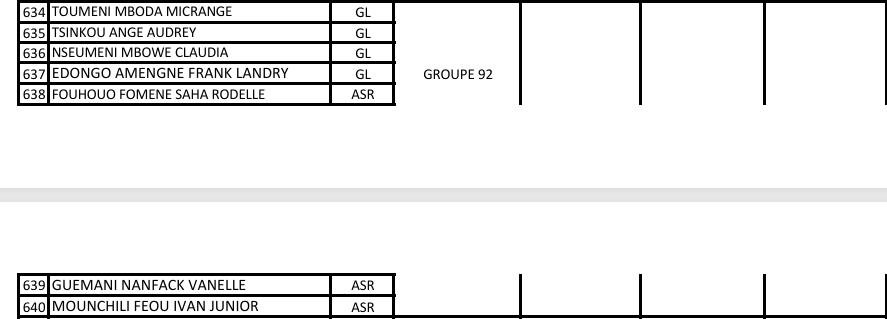 634 TOUMENI MBODA MICRANGE GL
635 TSINKOU ANGE AUDREY GL
636 NSEUMENI MBOWE CLAUDIA GL
637 EDONGO AMENGNE FRANK LANDRY GL GROUPE 92
638 FOUHOUO FOMENE SAHA RODELLE ASR
639 GUEMANI NANFACK VANELLE ASR
640 MOUNCHILI FEOU IVAN JUNIOR ASR